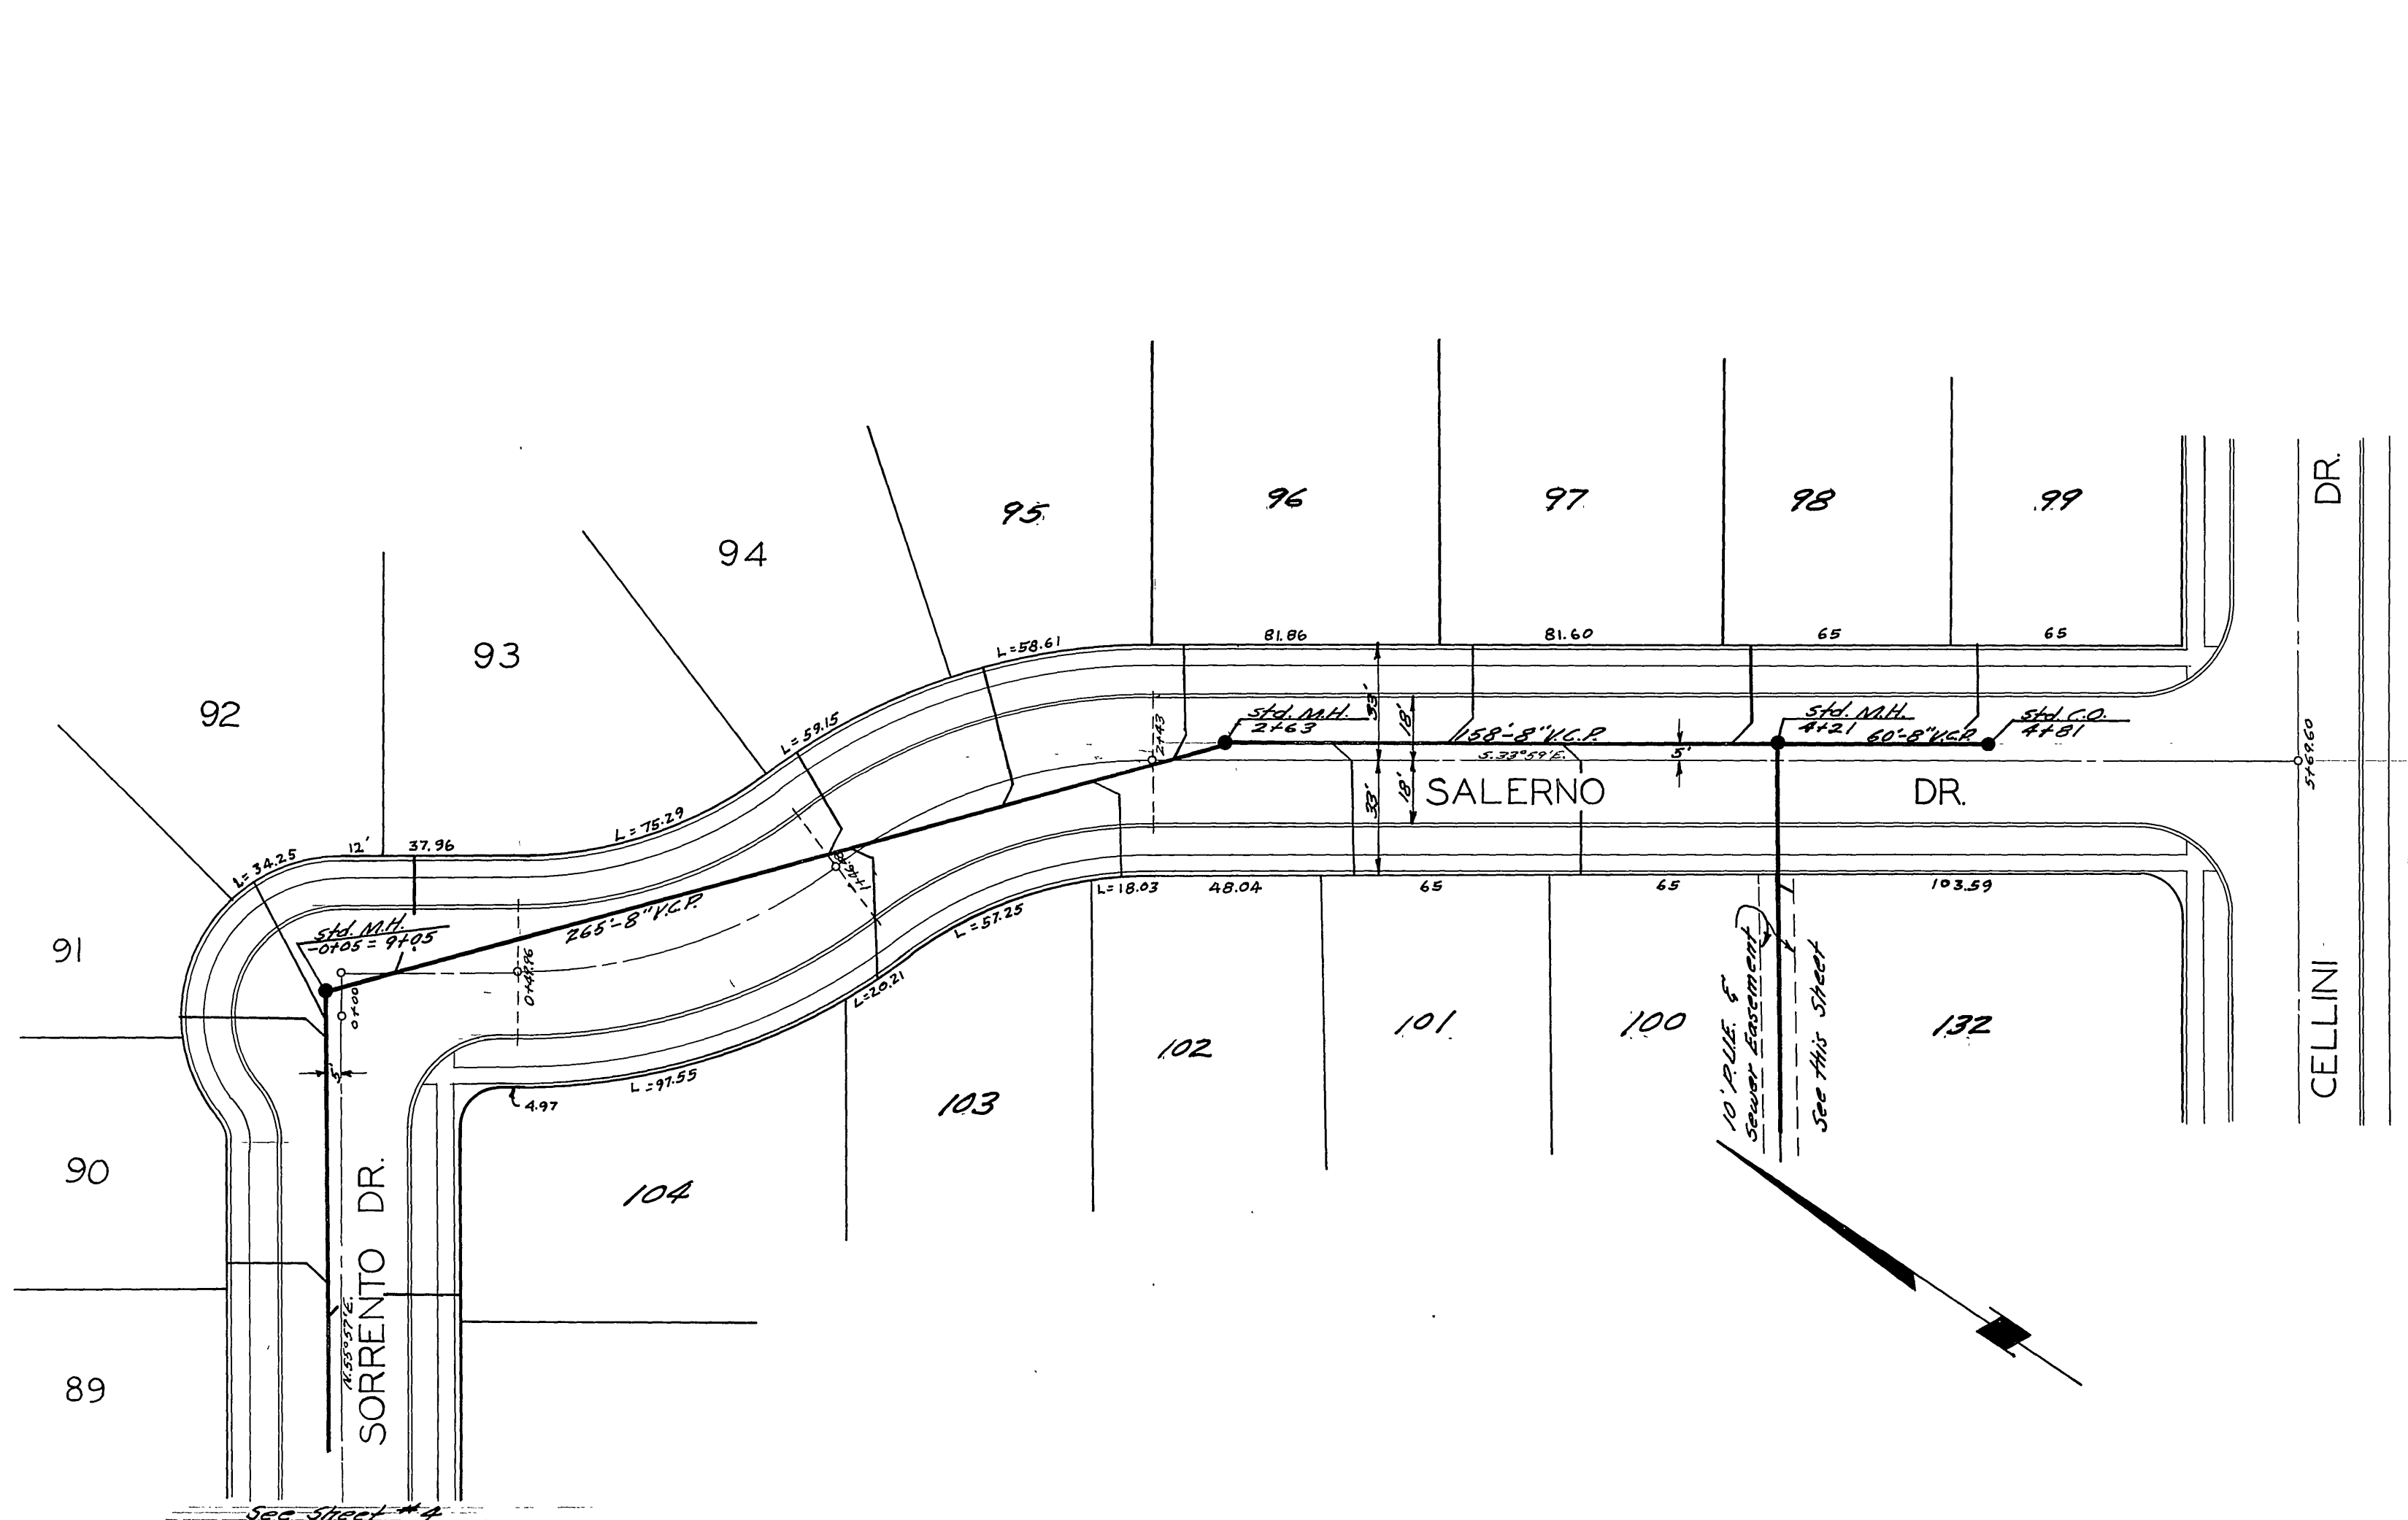 DR.
95
96
97
98
99
94
93
92
91
90
89
81.86
81.60
65
65
L=58.61
L=59.15
L=75.29
37.96
12'
L=34.25
33'
18'
2+43
std. M.H.
2+63
158'-8" V.C.P.
S.33°59'E.
5'
std. M.H.
4+21
60'-8" V.C.P.
std. C.O.
4+81
5+69.60
33'
18'
SALERNO DR.
std. M.H.
-0+05 = 9+05
265'-8" V.C.P.
0+00
0+49.96
L=18.03
48.04
65
65
103.59
L=57.25
L=20.21
L=97.55
4.97
5'
104
103
102
101
100
132
10' P.U.E. &
Sewer Easement
See this Sheet
CELLINI
SORRENTO DR.
N.55°57'E.
See Sheet #4